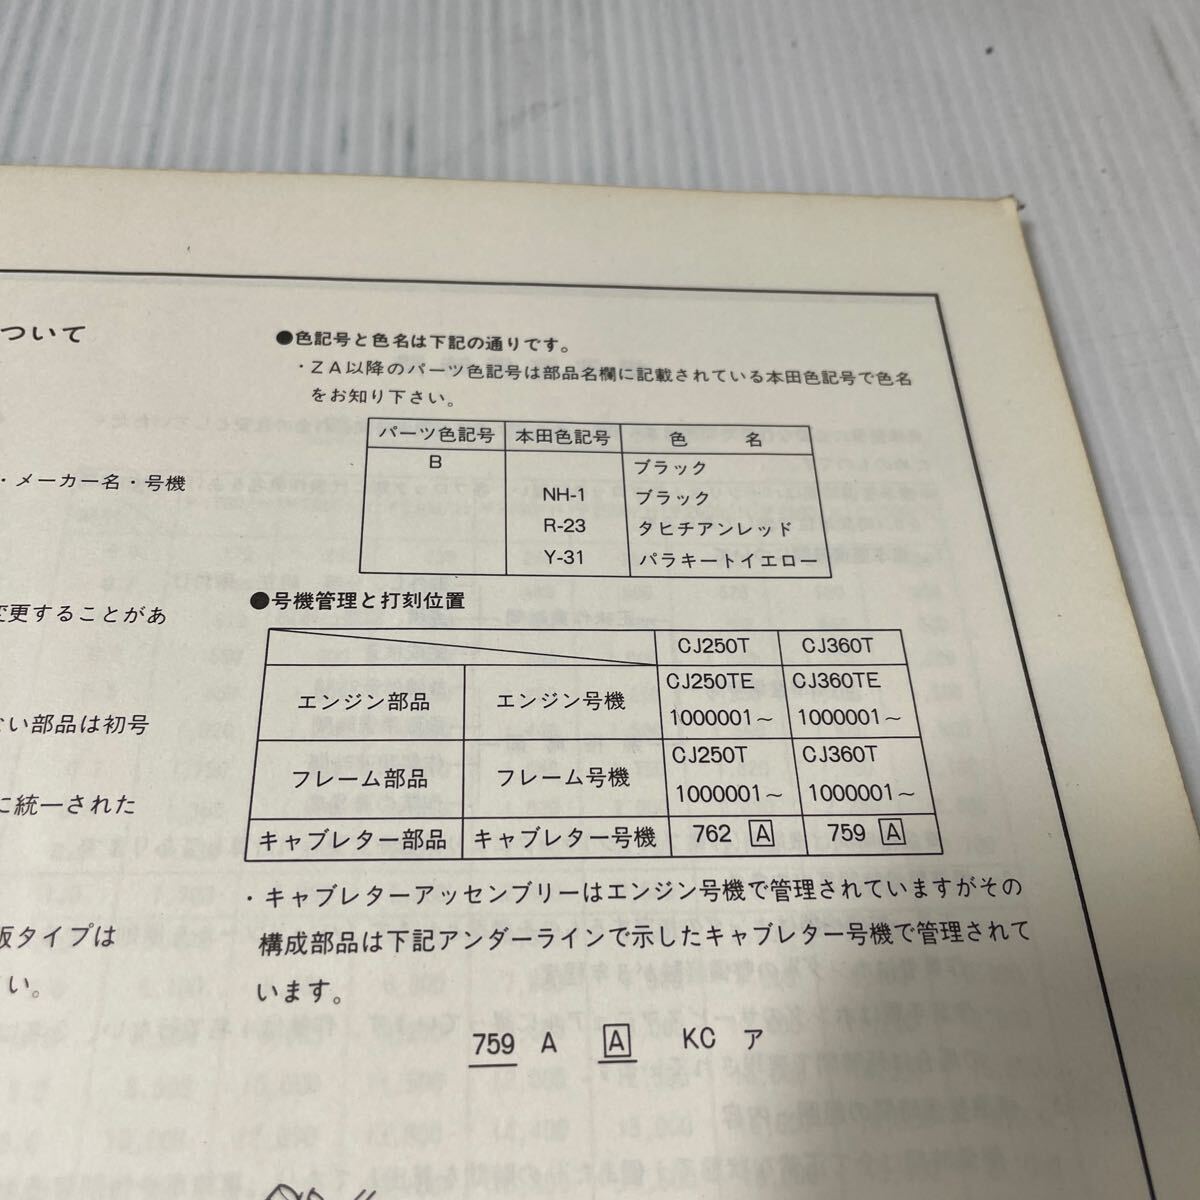 ついて
・メーカー名・号機
変更することがあ
ない部品は初号
に統一された
版タイプは
い。
●色記号と色名は下記の通りです。
・ZA以降のパーツ色記号は部品名欄に記載されている本田色記号で色名
をお知り下さい。
パーツ色記号 本田色記号 色 名
B ブラック
NH-1 ブラック
R-23 タヒチアンレッド
Y-31 パラキートイエロー
●号機管理と打刻位置
CJ250T CJ360T
エンジン部品 エンジン号機 CJ250TE 1000001～ CJ360TE 1000001～
フレーム部品 フレーム号機 CJ250T 1000001～ CJ360T 1000001～
キャブレター部品 キャブレター号機 762 A 759 A
・キャブレターアッセンブリーはエンジン号機で管理されていますがその
構成部品は下記アンダーラインで示したキャブレター号機で管理されて
います。
759 A A KC ア